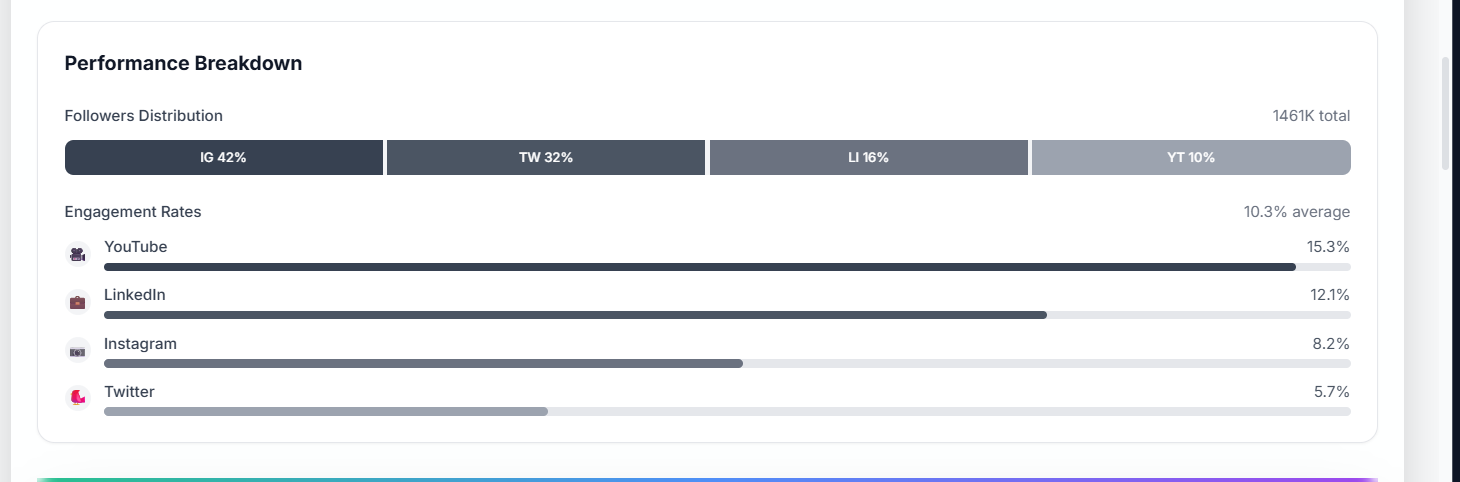 Performance Breakdown
Followers Distribution 1461K total
IG 42% TW 32% LI 16% YT 10%
Engagement Rates 10.3% average
YouTube 15.3%
LinkedIn 12.1%
Instagram 8.2%
Twitter 5.7%